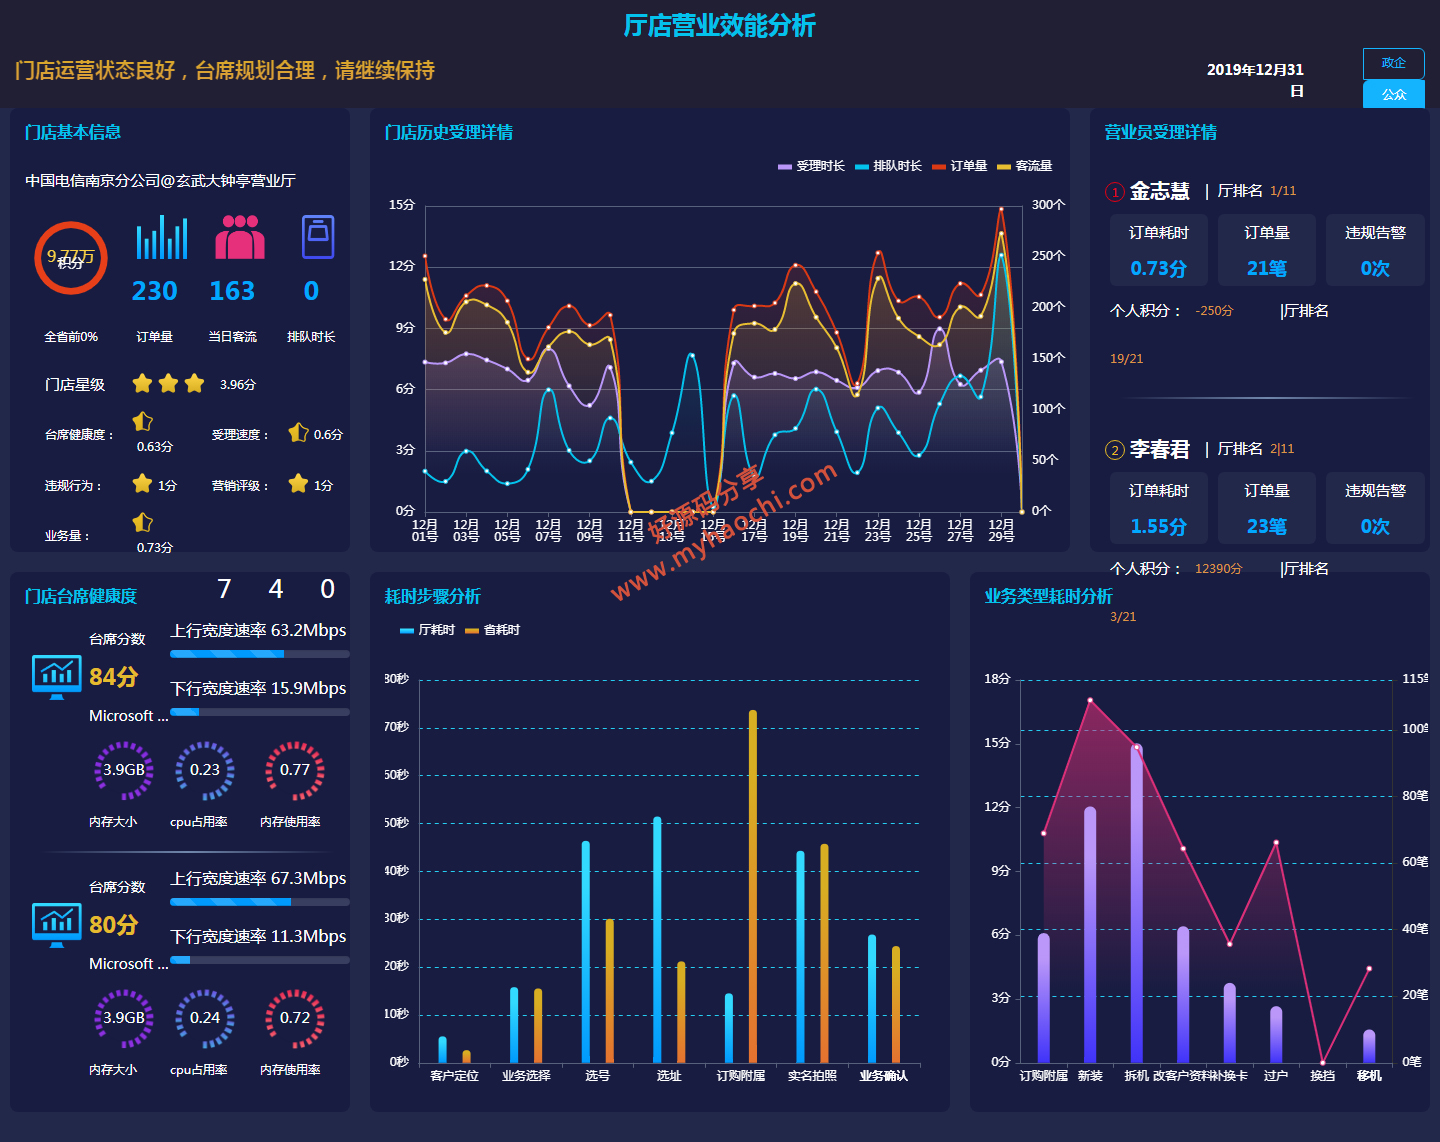 厅店营业效能分析
门店运营状态良好，台席规划合理，请继续保持
2019年12月31
日
政企
公众
门店基本信息
中国电信南京分公司@玄武大钟亭营业厅
9.77万
积分
230
163
0
全省前0%
订单量
当日客流
排队时长
门店星级
3.96分
台席健康度：
0.63分
受理速度：
0.6分
违规行为：
1分
营销评级：
1分
业务量：
0.73分
门店历史受理详情
受理时长 排队时长 订单量 客流量
15分
12分
9分
6分
3分
0分
300个
250个
200个
150个
100个
50个
0个
12月 12月 12月 12月 12月 12月 12月 12月 12月 12月 12月 12月 12月 12月 12月
01号 03号 05号 07号 09号 11号 13号 16号 17号 19号 21号 23号 25号 27号 29号
好源码分享
www.myhaochi.com
营业员受理详情
1 金志慧 | 厅排名 1/11
订单耗时 订单量 违规告警
0.73分 21笔 0次
个人积分： -250分 |厅排名
19/21
2 李春君 | 厅排名 2|11
订单耗时 订单量 违规告警
1.55分 23笔 0次
个人积分： 12390分 |厅排名
3/21
门店台席健康度
7 4 0
台席分数
84分
Microsoft ...
上行宽度速率 63.2Mbps
下行宽度速率 15.9Mbps
3.9GB 0.23 0.77
内存大小 cpu占用率 内存使用率
台席分数
80分
Microsoft ...
上行宽度速率 67.3Mbps
下行宽度速率 11.3Mbps
3.9GB 0.24 0.72
内存大小 cpu占用率 内存使用率
耗时步骤分析
厅耗时 省耗时
80秒
70秒
60秒
50秒
40秒
30秒
20秒
10秒
0秒
客户定位 业务选择 选号 选址 订购附属 实名拍照 业务确认
业务类型耗时分析
18分
15分
12分
9分
6分
3分
0分
115笔
100笔
80笔
60笔
40笔
20笔
0笔
订购附属 新装 拆机 改客户资料 补换卡 过户 换挡 移机